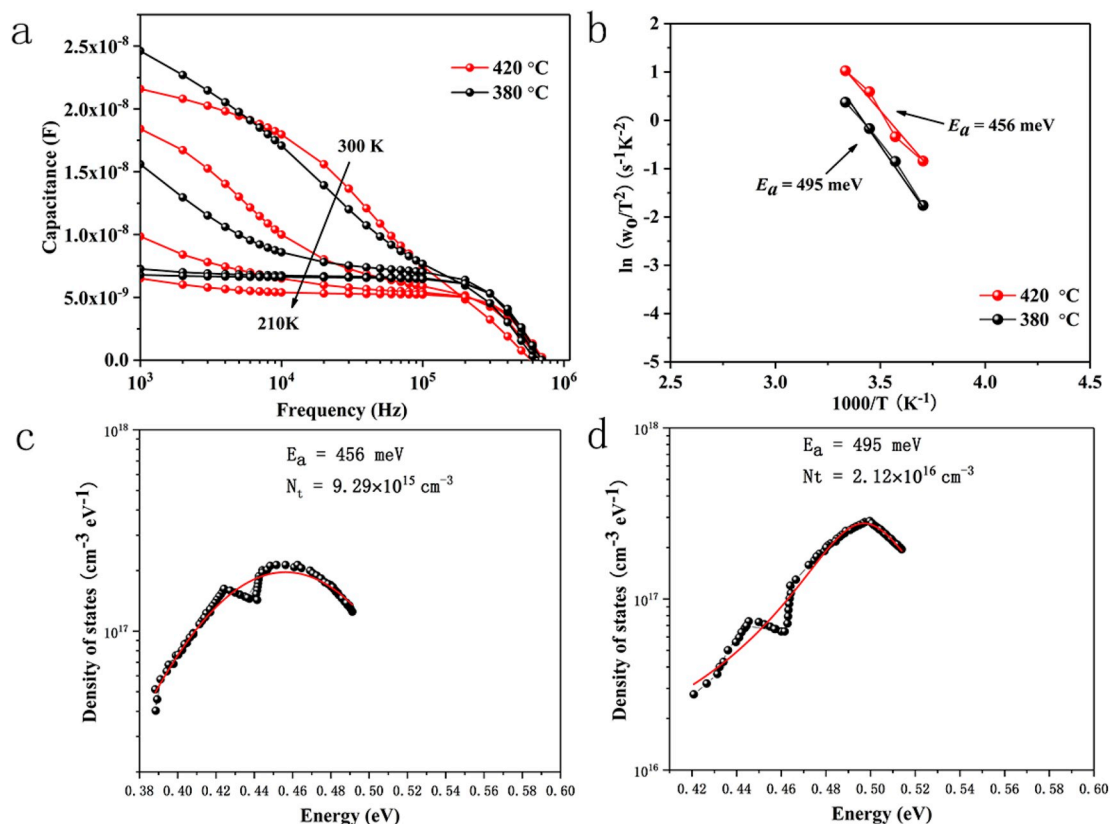 a
Capacitance (F)
2.5x10⁻⁸
2.0x10⁻⁸
1.5x10⁻⁸
1.0x10⁻⁸
5.0x10⁻⁹
0.0
420 °C
380 °C
300 K
210K
10³
10⁴
10⁵
10⁶
Frequency (Hz)
b
ln (w₀/T²) (s⁻¹K⁻²)
2
1
0
-1
-2
-3
-4
-5
Eₐ = 456 meV
Eₐ = 495 meV
420 °C
380 °C
2.5
3.0
3.5
4.0
4.5
1000/T (K⁻¹)
c
Density of states (cm⁻³ eV⁻¹)
10¹⁸
10¹⁷
Eₐ = 456 meV
Nₜ = 9.29×10¹⁵ cm⁻³
0.38 0.40 0.42 0.44 0.46 0.48 0.50 0.52 0.54 0.56 0.58 0.60
Energy (eV)
d
Density of states (cm⁻³ eV⁻¹)
10¹⁸
10¹⁷
10¹⁶
Eₐ = 495 meV
Nt = 2.12×10¹⁶ cm⁻³
0.42 0.44 0.46 0.48 0.50 0.52 0.54 0.56 0.58 0.60
Energy (eV)